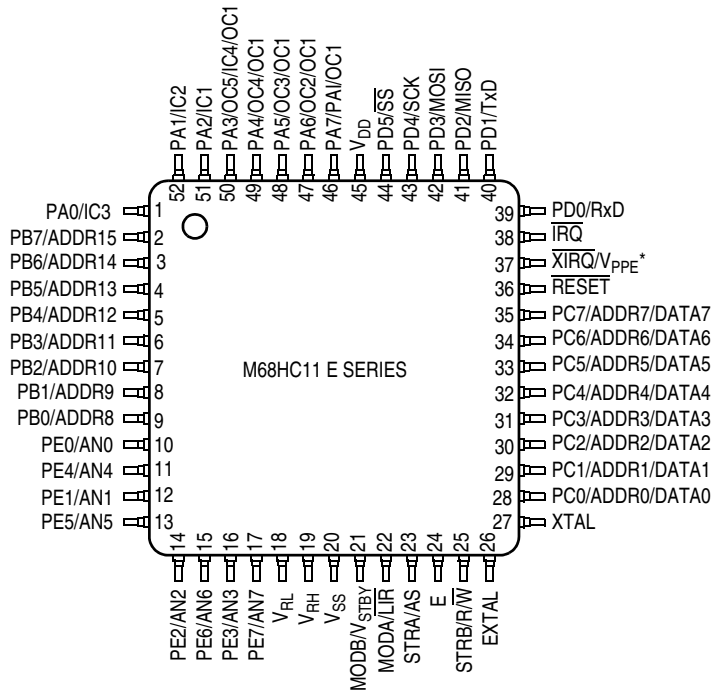 PA1/IC2
PA2/IC1
PA3/OC5/IC4/OC1
PA4/OC4/OC1
PA5/OC3/OC1
PA6/OC2/OC1
PA7/PAI/OC1
VDD
PD5/SS
PD4/SCK
PD3/MOSI
PD2/MISO
PD1/TxD
52
51
50
49
48
47
46
45
44
43
42
41
40
PA0/IC3 1
PB7/ADDR15 2
PB6/ADDR14 3
PB5/ADDR13 4
PB4/ADDR12 5
PB3/ADDR11 6
PB2/ADDR10 7
PB1/ADDR9 8
PB0/ADDR8 9
PE0/AN0 10
PE4/AN4 11
PE1/AN1 12
PE5/AN5 13
M68HC11 E SERIES
39 PD0/RxD
38 IRQ
37 XIRQ/VPPE*
36 RESET
35 PC7/ADDR7/DATA7
34 PC6/ADDR6/DATA6
33 PC5/ADDR5/DATA5
32 PC4/ADDR4/DATA4
31 PC3/ADDR3/DATA3
30 PC2/ADDR2/DATA2
29 PC1/ADDR1/DATA1
28 PC0/ADDR0/DATA0
27 XTAL
14
15
16
17
18
19
20
21
22
23
24
25
26
PE2/AN2
PE6/AN6
PE3/AN3
PE7/AN7
VRL
VRH
VSS
MODB/VSTBY
MODA/LIR
STRA/AS
E
STRB/R/W
EXTAL